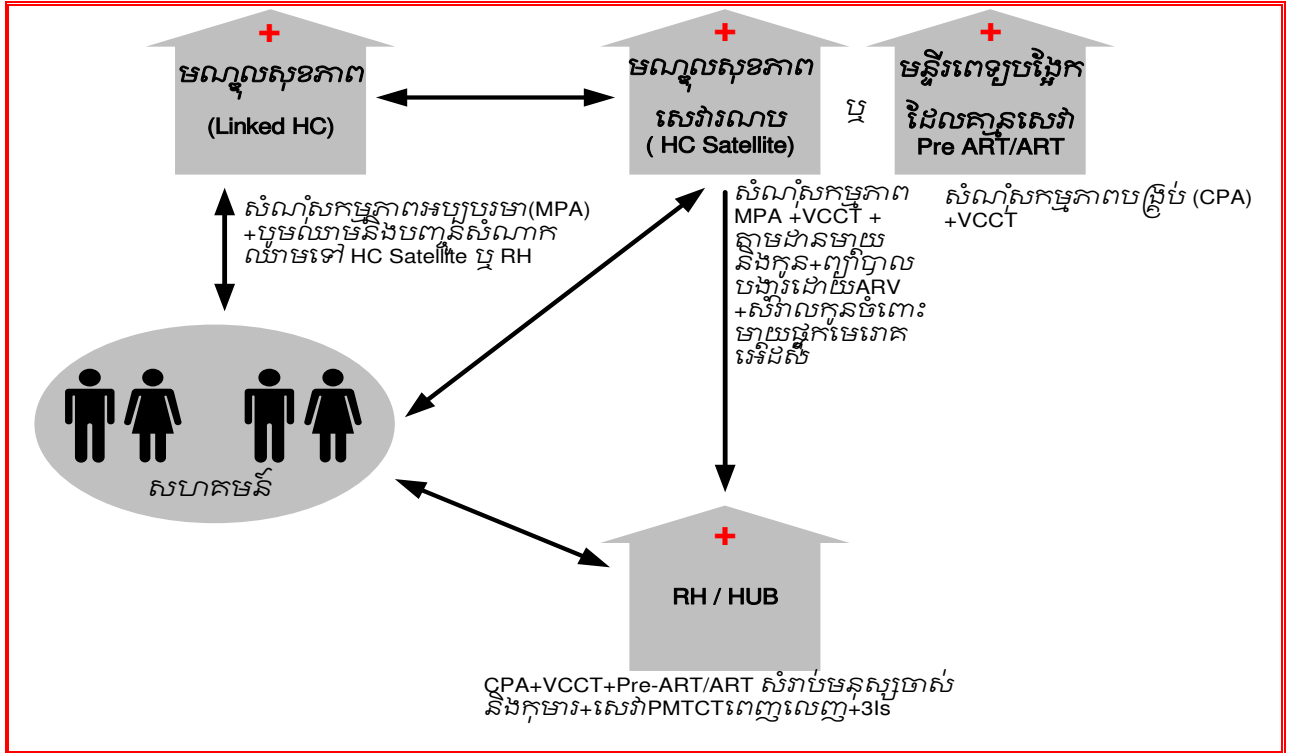 មណ្ឌលសុខភាព
(Linked HC)
មណ្ឌលសុខភាព
សេវារណប
( HC Satellite)
ឬ
មន្ទីរពេទ្យបង្អែក
ដែលគ្មានសេវា
Pre ART/ART
សំណុំសកម្មភាពអប្បបរមា(MPA)
+បូមឈាមនិងបញ្ជូនសំណាក
ឈាមទៅ HC Satellite ឬ RH
សំណុំសកម្មភាព
MPA +VCCT +
តាមដានម្តាយ
និងកូន+ព្យាបាល
បង្ការដោយARV
+សំរាលកូនចំពោះ
ម្តាយផ្ទុកមេរោគ
អេដស៍
សំណុំសកម្មភាពបង្គ្រប់ (CPA)
+VCCT
សហគមន៍
RH / HUB
CPA+VCCT+Pre-ART/ART សំរាប់មនុស្សចាស់
និងកុមារ+សេវាPMTCTពេញលេញ+3Is